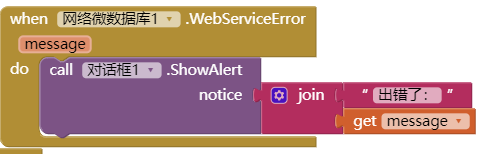 when 网络微数据库1 .WebServiceError
message
do call 对话框1 .ShowAlert
notice join “ 出错了： ”
get message